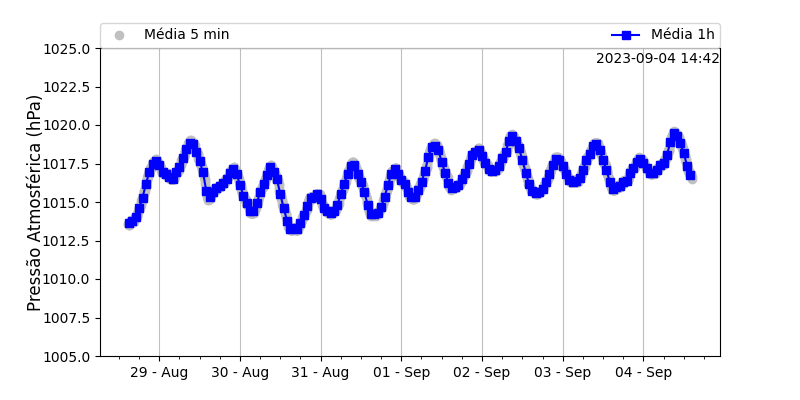 Média 5 min
Média 1h
2023-09-04 14:42
Pressão Atmosférica (hPa)
1025.0
1022.5
1020.0
1017.5
1015.0
1012.5
1010.0
1007.5
1005.0
29 - Aug
30 - Aug
31 - Aug
01 - Sep
02 - Sep
03 - Sep
04 - Sep